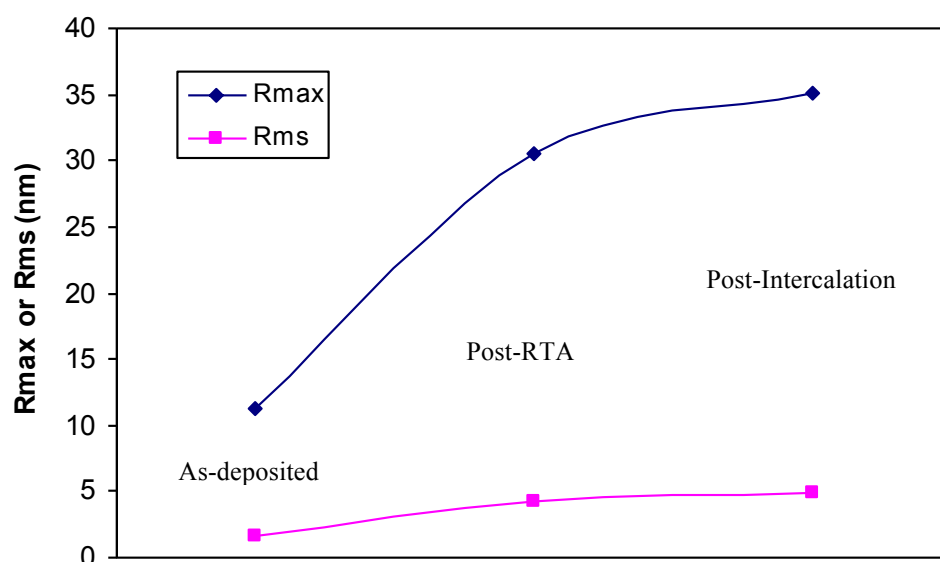 40
35
30
25
20
15
10
5
0
Rmax or Rms (nm)
Rmax
Rms
Post-Intercalation
Post-RTA
As-deposited